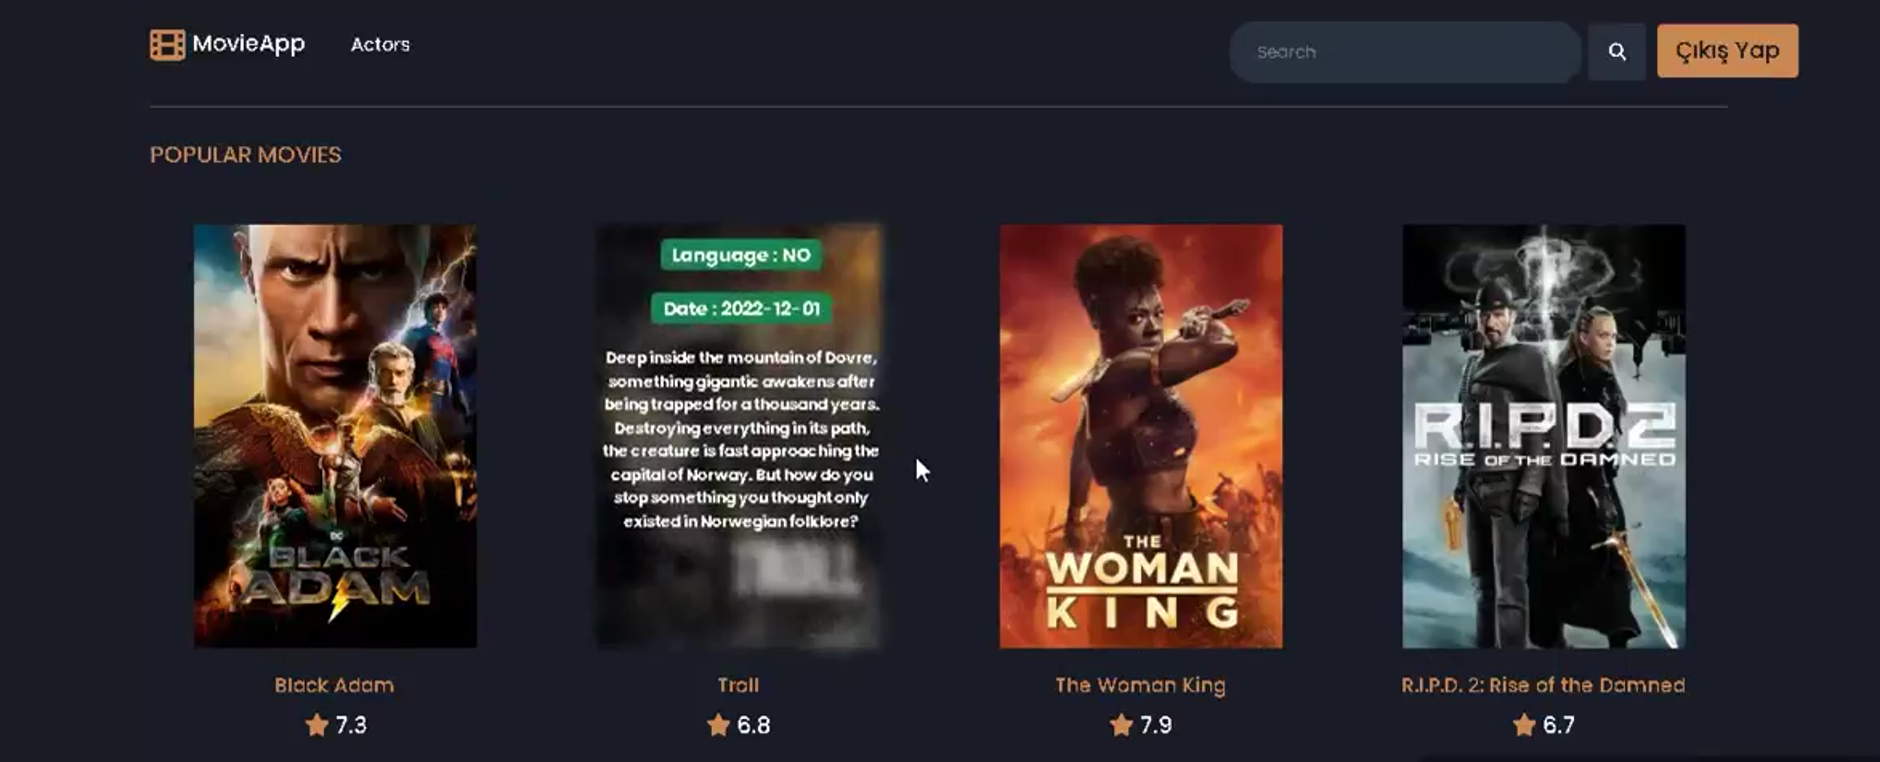 MovieApp
Actors
Search
Çıkış Yap
POPULAR MOVIES
Language : NO
Date : 2022-12-01
Deep inside the mountain of Dovre,
something gigantic awakens after
being trapped for a thousand years.
Destroying everything in its path,
the creature is fast approaching the
capital of Norway. But how do you
stop something you thought only
existed in Norwegian folklore?
TROLL
DC
BLACK
ADAM
THE
WOMAN
KING
R.I.P.D.2
RISE OF THE DAMNED
Black Adam
Troll
The Woman King
R.I.P.D. 2: Rise of the Damned
7.3
6.8
7.9
6.7